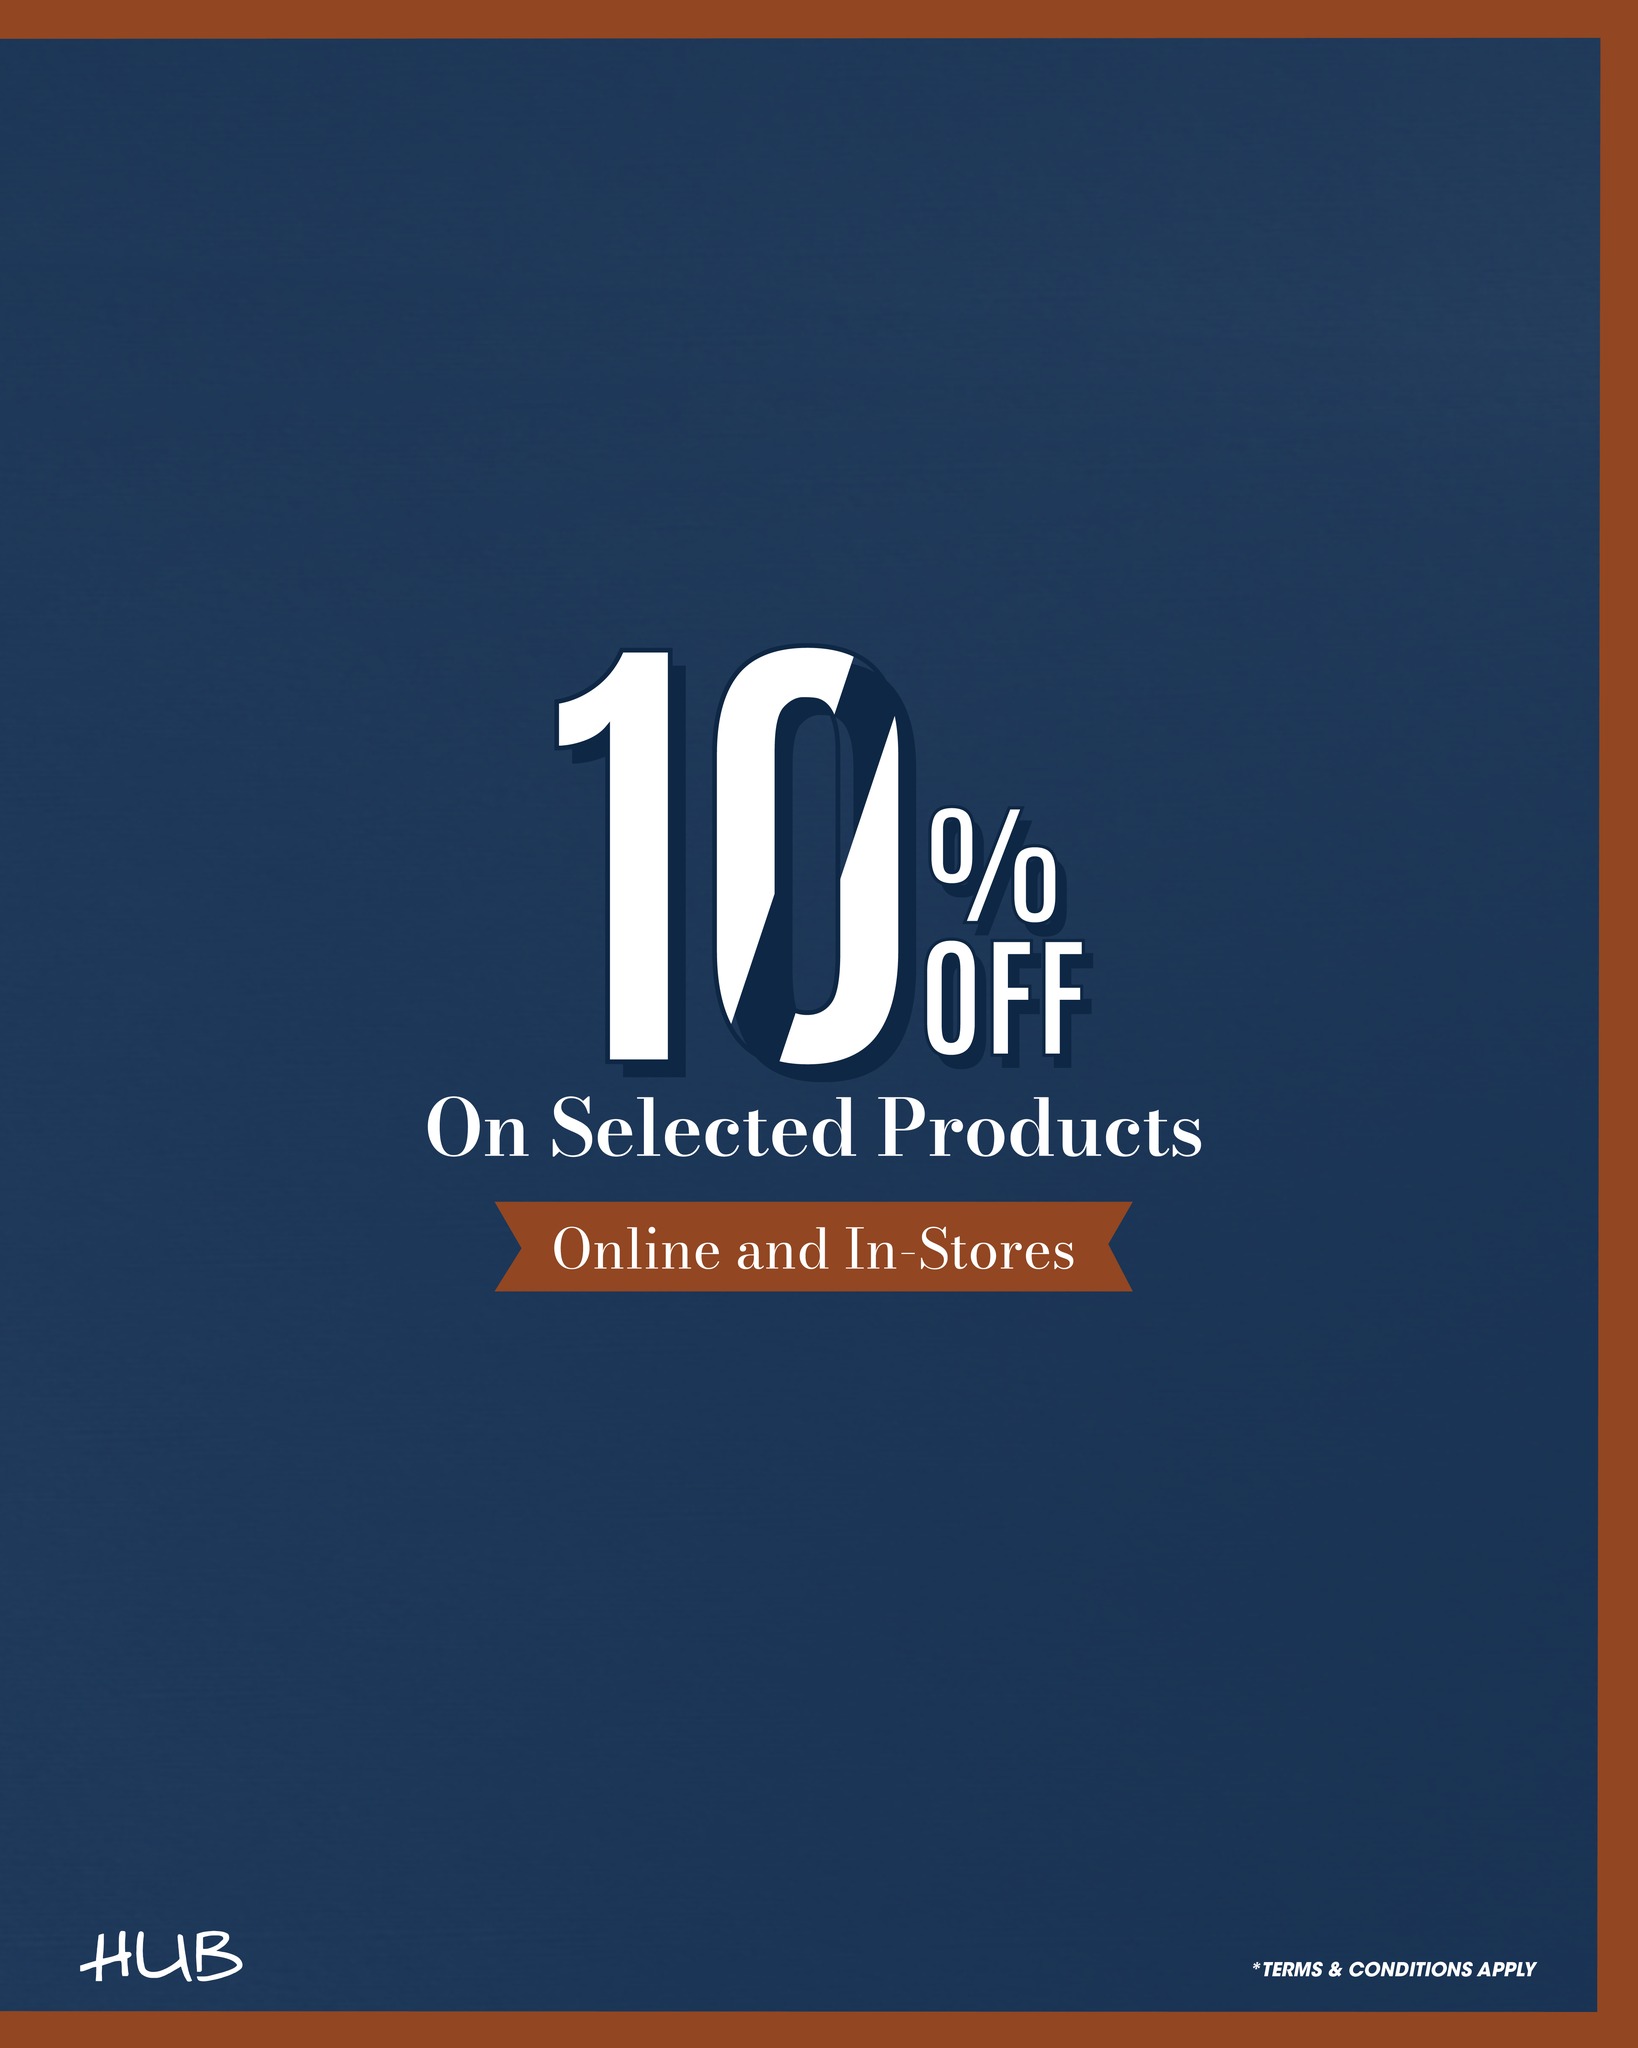 10% OFF
On Selected Products
Online and In-Stores
HUB
*TERMS & CONDITIONS APPLY